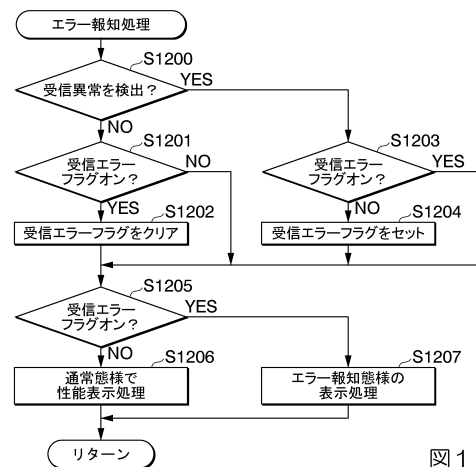 エラー報知処理
S1200
受信異常を検出？
YES
NO
S1201
受信エラー
フラグオン？
NO
YES
S1203
受信エラー
フラグオン？
YES
NO
S1202
受信エラーフラグをクリア
S1204
受信エラーフラグをセット
S1205
受信エラー
フラグオン？
YES
NO
S1206
通常態様で
性能表示処理
S1207
エラー報知態様の
表示処理
リターン
図1